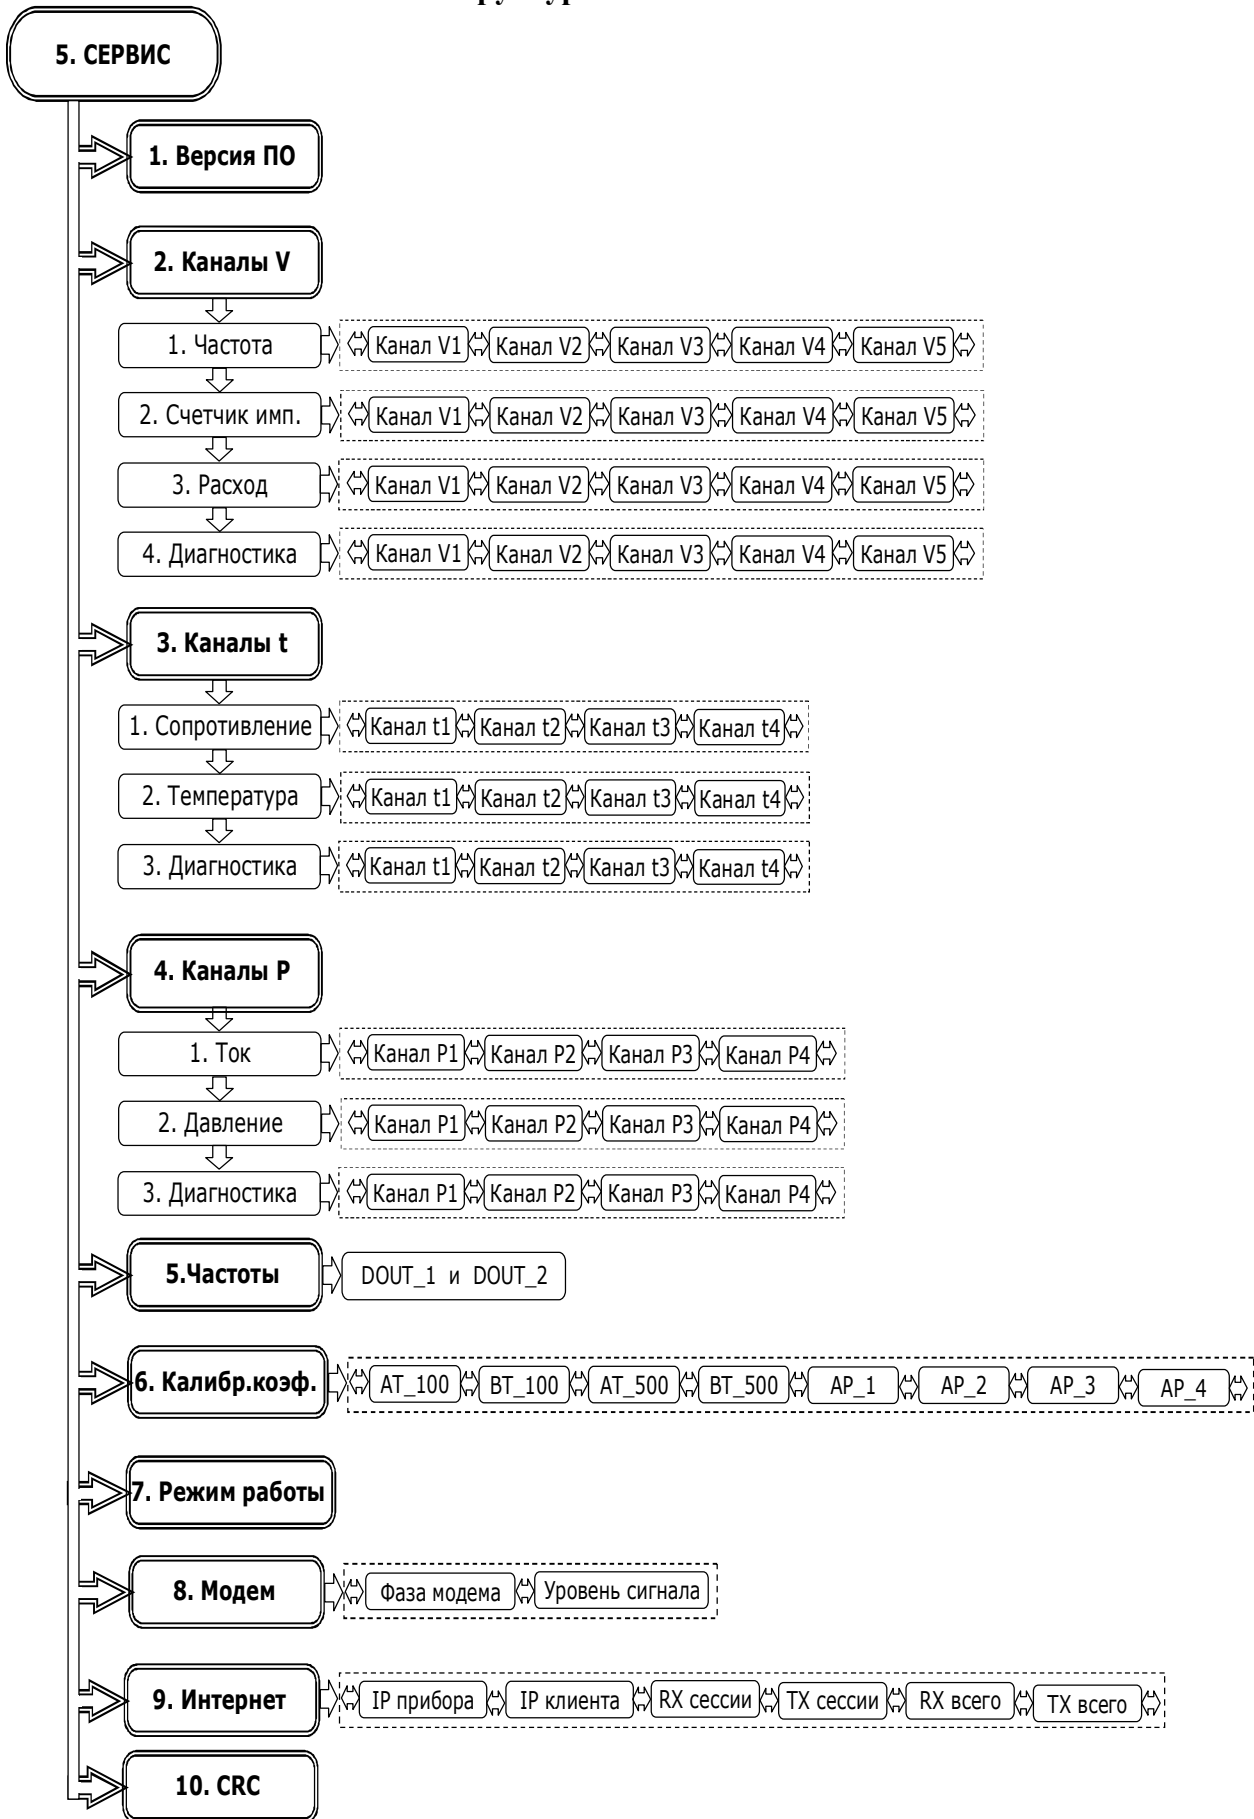 5. СЕРВИС
1. Версия ПО
2. Каналы V
1. Частота Канал V1 Канал V2 Канал V3 Канал V4 Канал V5
2. Счетчик имп. Канал V1 Канал V2 Канал V3 Канал V4 Канал V5
3. Расход Канал V1 Канал V2 Канал V3 Канал V4 Канал V5
4. Диагностика Канал V1 Канал V2 Канал V3 Канал V4 Канал V5
3. Каналы t
1. Сопротивление Канал t1 Канал t2 Канал t3 Канал t4
2. Температура Канал t1 Канал t2 Канал t3 Канал t4
3. Диагностика Канал t1 Канал t2 Канал t3 Канал t4
4. Каналы P
1. Ток Канал P1 Канал P2 Канал P3 Канал P4
2. Давление Канал P1 Канал P2 Канал P3 Канал P4
3. Диагностика Канал P1 Канал P2 Канал P3 Канал P4
5.Частоты DOUT_1 и DOUT_2
6. Калибр.коэф. AT_100 BT_100 AT_500 BT_500 AP_1 AP_2 AP_3 AP_4
7. Режим работы
8. Модем Фаза модема Уровень сигнала
9. Интернет IP прибора IP клиента RX сессии TX сессии RX всего TX всего
10. CRC